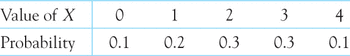 Value of X 0 1 2 3 4
Probability 0.1 0.2 0.3 0.3 0.1